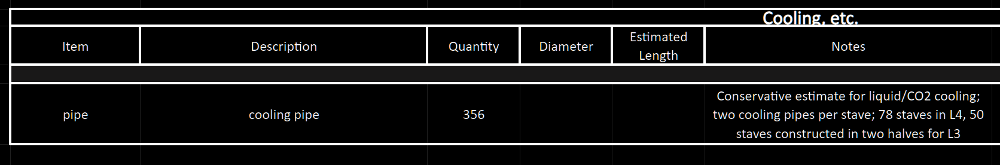 Cooling, etc.
Item
Description
Quantity
Diameter
Estimated
Length
Notes
pipe
cooling pipe
356
Conservative estimate for liquid/CO2 cooling;
two cooling pipes per stave; 78 staves in L4, 50
staves constructed in two halves for L3